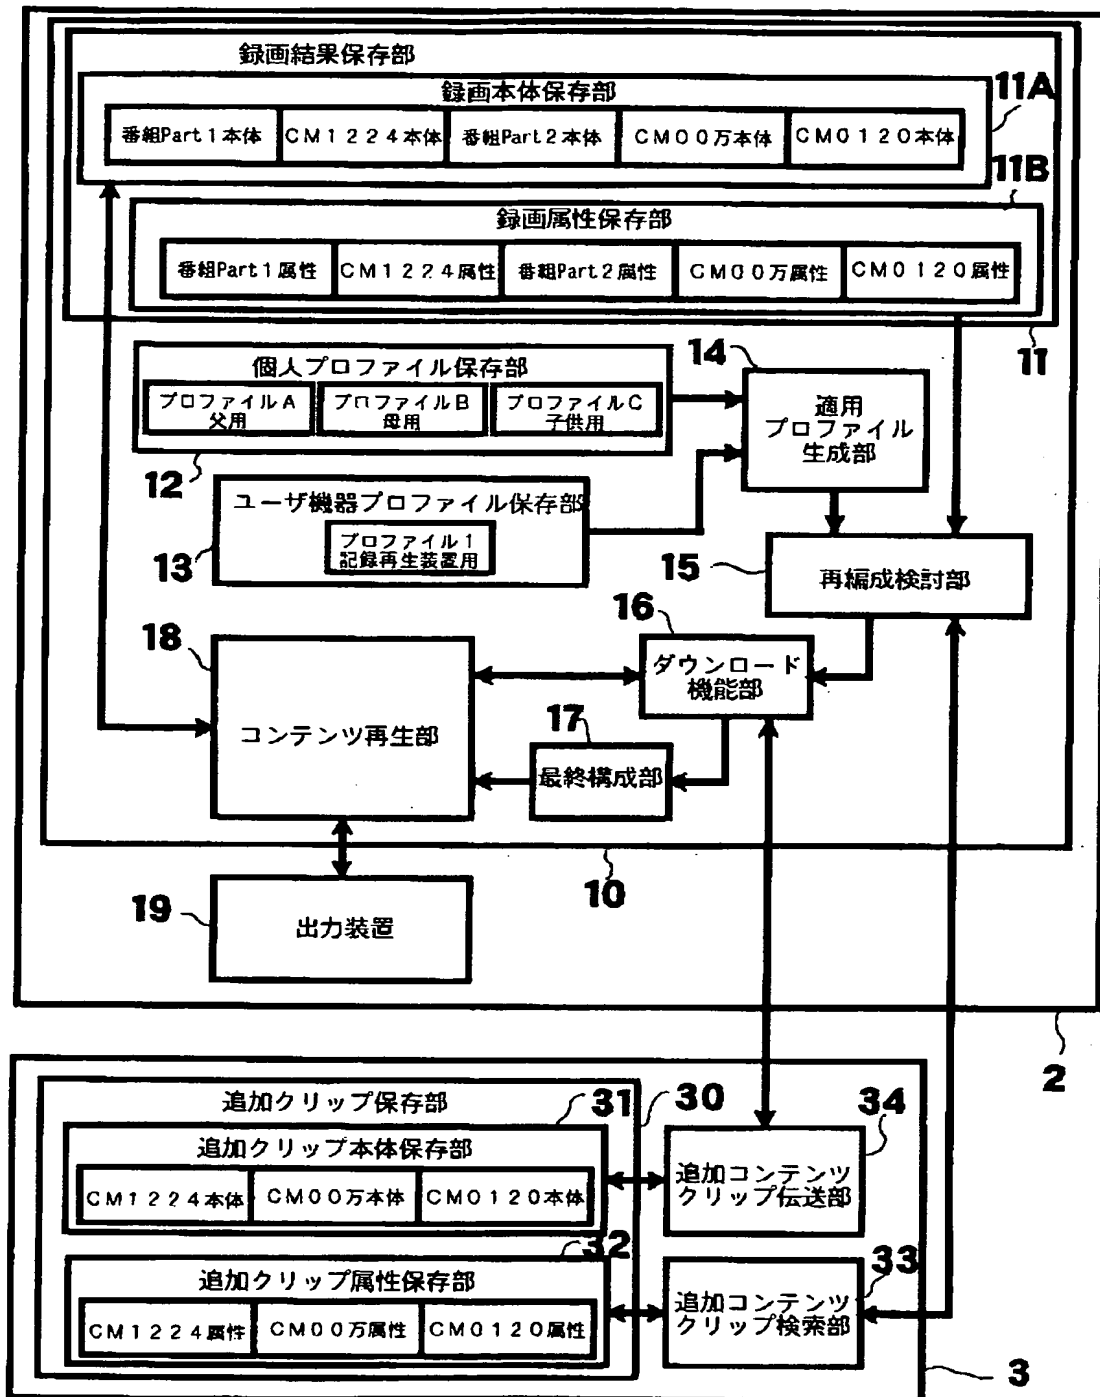 録画結果保存部
録画本体保存部
11A
番組Part1本体
CM1224本体
番組Part2本体
CM00万本体
CM0120本体
11B
録画属性保存部
番組Part1属性
CM1224属性
番組Part2属性
CM00万属性
CM0120属性
11
個人プロファイル保存部
プロファイルA
父用
プロファイルB
母用
プロファイルC
子供用
12
14
適用
プロファイル
生成部
ユーザ機器プロファイル保存部
プロファイル1
記録再生装置用
13
15
再編成検討部
16
ダウンロード
機能部
18
コンテンツ再生部
17
最終構成部
10
19
出力装置
2
追加クリップ保存部
31
30
34
追加クリップ本体保存部
CM1224本体
CM00万本体
CM0120本体
追加コンテンツ
クリップ伝送部
32
追加クリップ属性保存部
CM1224属性
CM00万属性
CM0120属性
33
追加コンテンツ
クリップ検索部
3